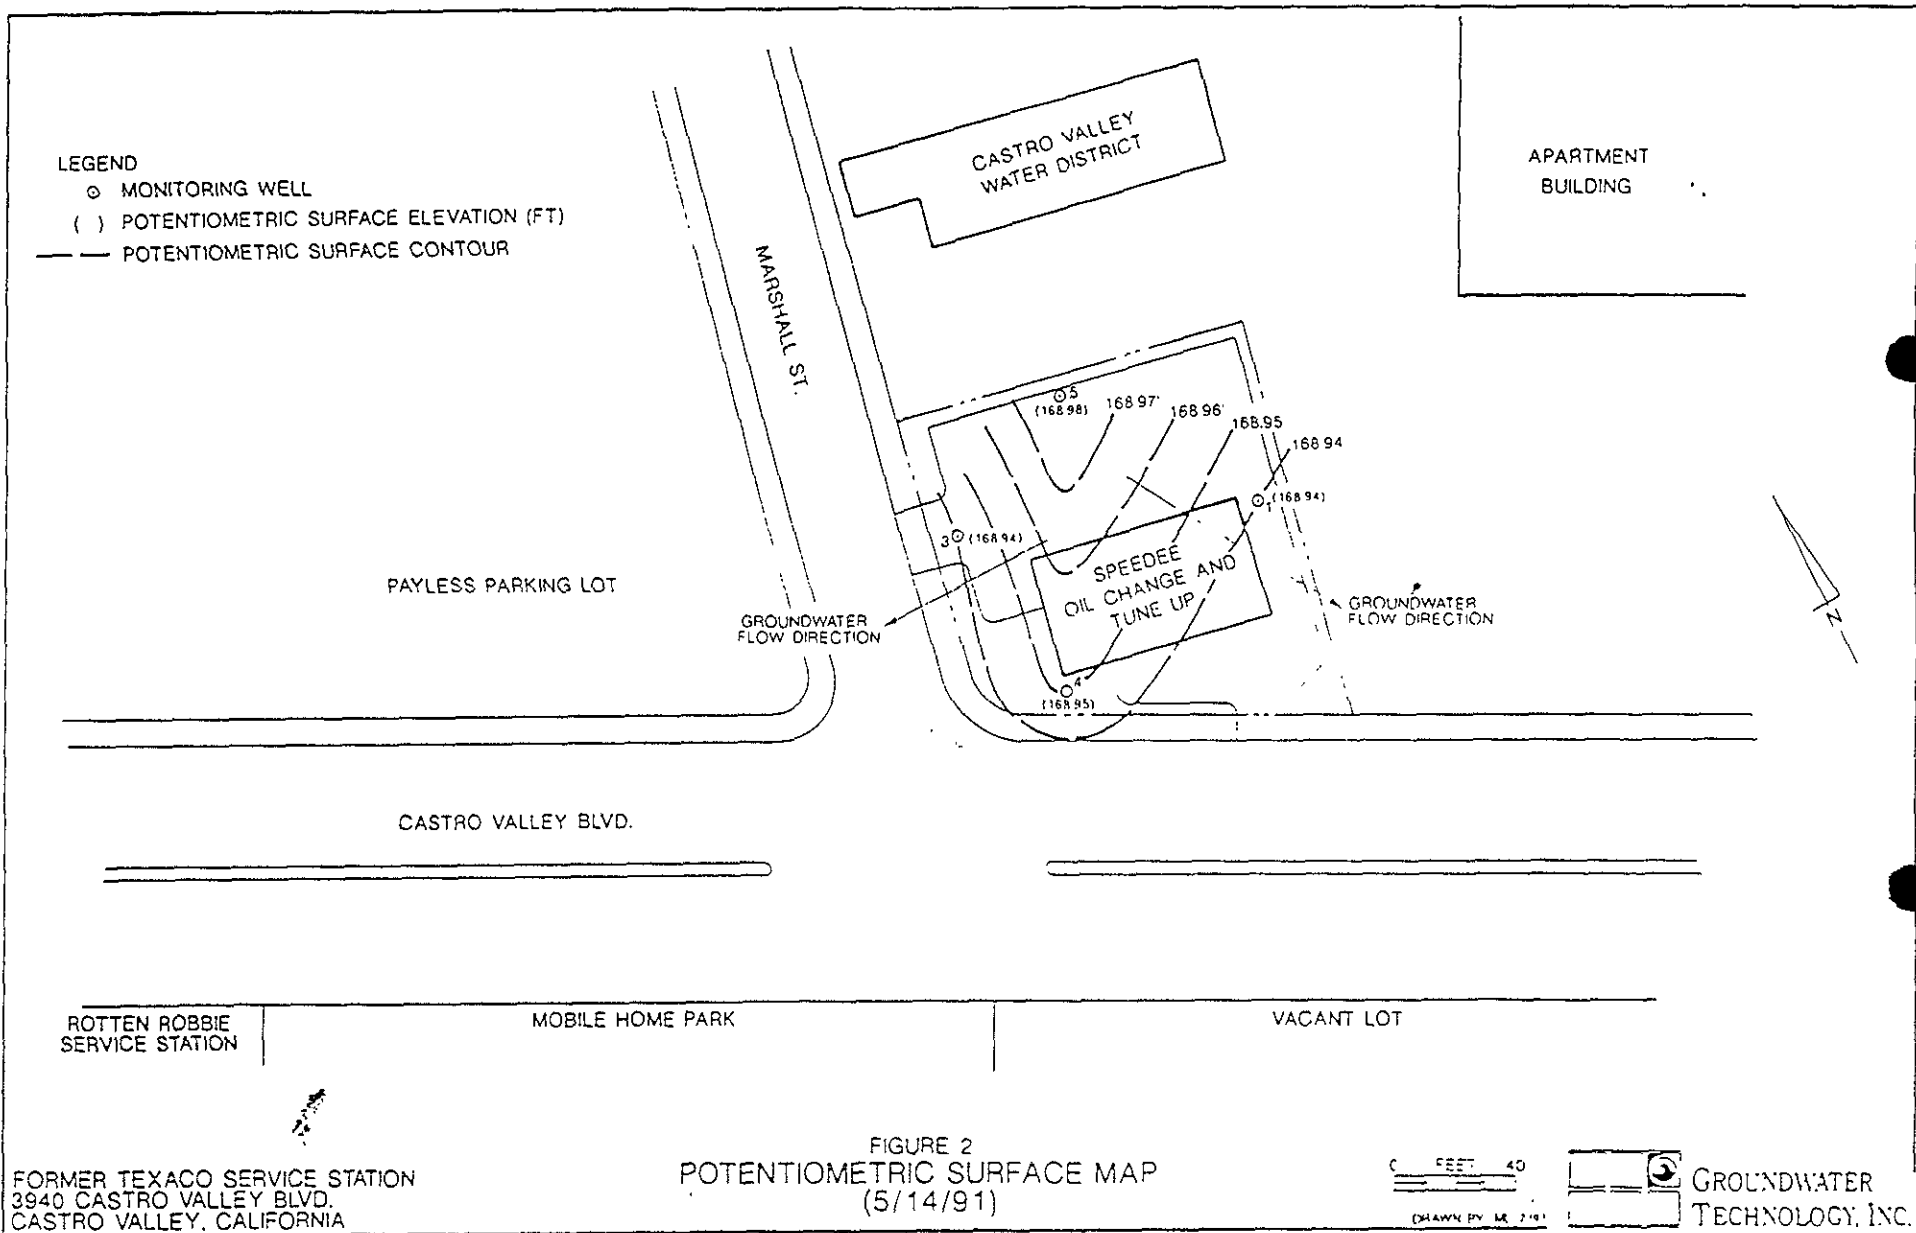 LEGEND
MONITORING WELL
( ) POTENTIOMETRIC SURFACE ELEVATION (FT)
POTENTIOMETRIC SURFACE CONTOUR
CASTRO VALLEY
WATER DISTRICT
APARTMENT
BUILDING
MARSHALL ST.
5
(168 98)
168 97'
168 96'
168.95
168 94
1
(168 94)
3
(168 94)
SPEEDEE
OIL CHANGE AND
TUNE UP
PAYLESS PARKING LOT
GROUNDWATER
FLOW DIRECTION
GROUNDWATER
FLOW DIRECTION
N
4
(168 95)
CASTRO VALLEY BLVD.
ROTTEN ROBBIE
SERVICE STATION
MOBILE HOME PARK
VACANT LOT
FORMER TEXACO SERVICE STATION
3940 CASTRO VALLEY BLVD.
CASTRO VALLEY, CALIFORNIA
FIGURE 2
POTENTIOMETRIC SURFACE MAP
(5/14/91)
FEET 40
DRAWN BY
GROUNDWATER
TECHNOLOGY, INC.